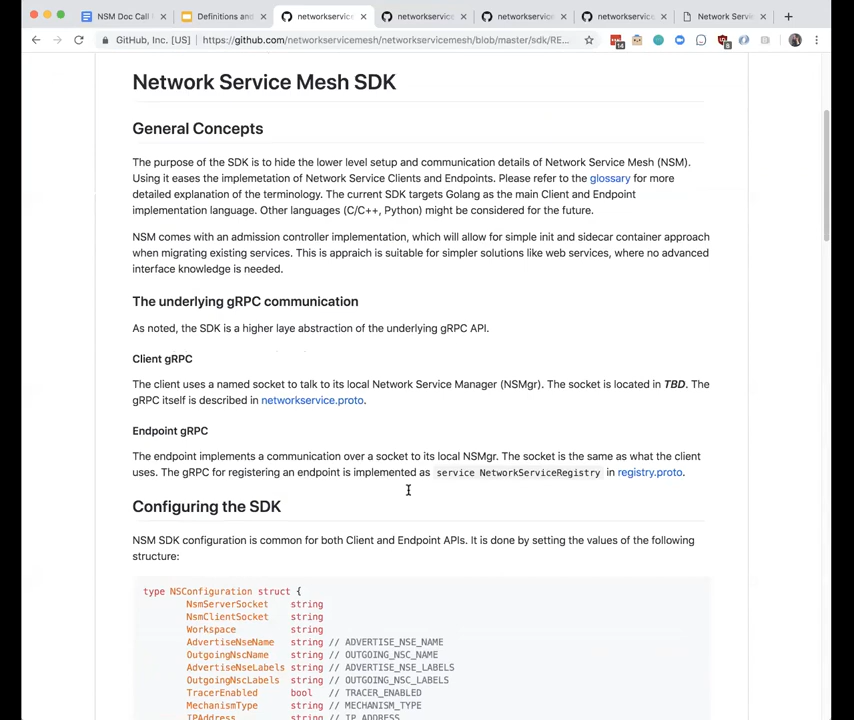 NSM Doc Call
Definitions and
networkservice
networkservice
networkservice
networkservice
Network Servi
GitHub, Inc. [US]
https://github.com/networkservicemesh/networkservicemesh/blob/master/sdk/RE...
14
8
Network Service Mesh SDK
General Concepts
The purpose of the SDK is to hide the lower level setup and communication details of Network Service Mesh (NSM).
Using it eases the implemetation of Network Service Clients and Endpoints. Please refer to the glossary for more
detailed explanation of the terminology. The current SDK targets Golang as the main Client and Endpoint
implementation language. Other languages (C/C++, Python) might be considered for the future.
NSM comes with an admission controller implementation, which will allow for simple init and sidecar container approach
when migrating existing services. This is appraich is suitable for simpler solutions like web services, where no advanced
interface knowledge is needed.
The underlying gRPC communication
As noted, the SDK is a higher laye abstraction of the underlying gRPC API.
Client gRPC
The client uses a named socket to talk to its local Network Service Manager (NSMgr). The socket is located in TBD. The
gRPC itself is described in networkservice.proto.
Endpoint gRPC
The endpoint implements a communication over a socket to its local NSMgr. The socket is the same as what the client
uses. The gRPC for registering an endpoint is implemented as service NetworkServiceRegistry in registry.proto.
Configuring the SDK
NSM SDK configuration is common for both Client and Endpoint APIs. It is done by setting the values of the following
structure:
type NSConfiguration struct {
NsmServerSocket string
NsmClientSocket string
Workspace string
AdvertiseNseName string // ADVERTISE_NSE_NAME
OutgoingNscName string // OUTGOING_NSC_NAME
AdvertiseNseLabels string // ADVERTISE_NSE_LABELS
OutgoingNscLabels string // OUTGOING_NSC_LABELS
TracerEnabled bool // TRACER_ENABLED
MechanismType string // MECHANISM_TYPE
IPAddress string // IP_ADDRESS